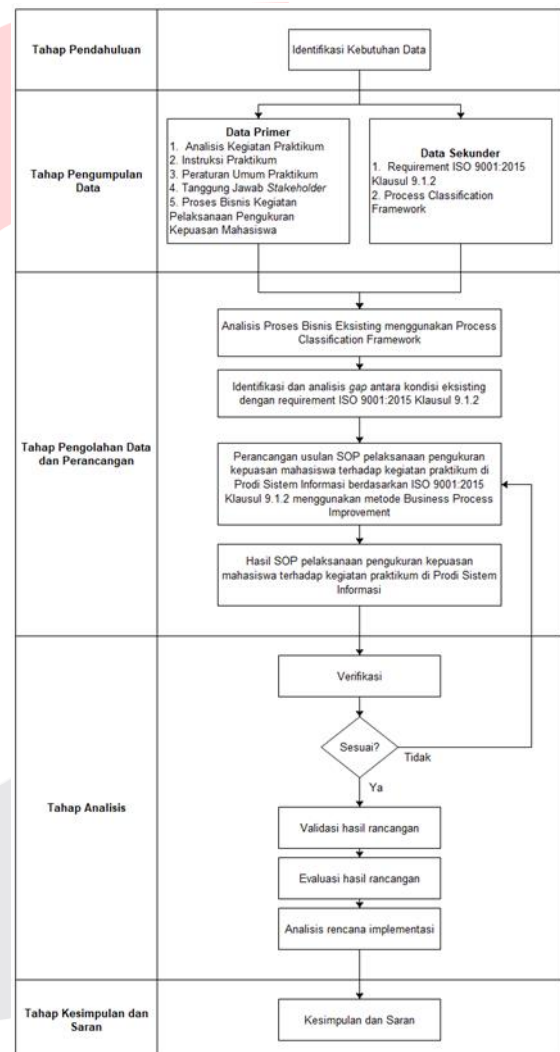 Tahap Pendahuluan
Identifikasi Kebutuhan Data
Tahap Pengumpulan
Data
Data Primer
1. Analisis Kegiatan Praktikum
2. Instruksi Praktikum
3. Peraturan Umum Praktikum
4. Tanggung Jawab Stakeholder
5. Proses Bisnis Kegiatan
Pelaksanaan Pengukuran
Kepuasan Mahasiswa
Data Sekunder
1. Requirement ISO 9001:2015
Klausul 9.1.2
2. Process Classification
Framework
Tahap Pengolahan Data
dan Perancangan
Analisis Proses Bisnis Eksisting menggunakan Process
Classification Framework
Identifikasi dan analisis gap antara kondisi eksisting
dengan requirement ISO 9001:2015 Klausul 9.1.2
Perancangan usulan SOP pelaksanaan pengukuran
kepuasan mahasiswa terhadap kegiatan praktikum di
Prodi Sistem Informasi berdasarkan ISO 9001:2015
Klausul 9.1.2 menggunakan metode Business Process
Improvement
Hasil SOP pelaksanaan pengukuran kepuasan
mahasiswa terhadap kegiatan praktikum di Prodi Sistem
Informasi
Tahap Analisis
Verifikasi
Sesuai?
Tidak
Ya
Validasi hasil rancangan
Evaluasi hasil rancangan
Analisis rencana implementasi
Tahap Kesimpulan dan
Saran
Kesimpulan dan Saran